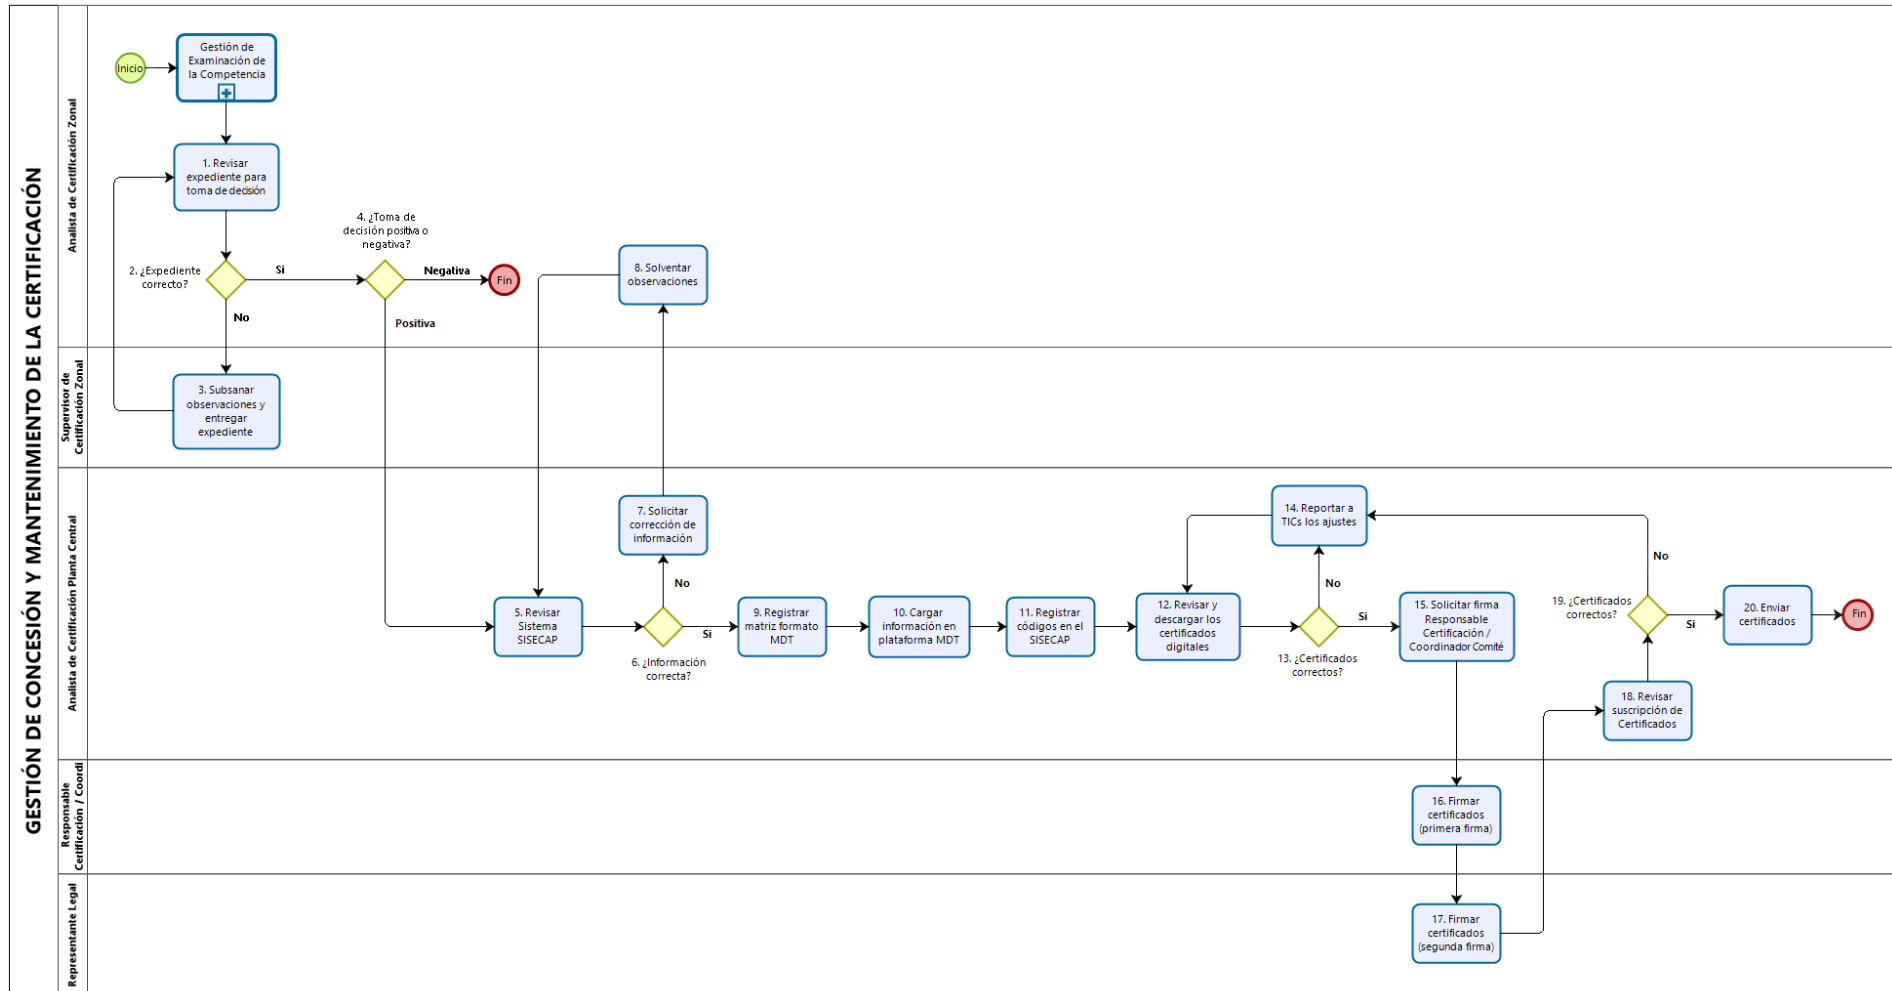 GESTIÓN DE CONCESIÓN Y MANTENIMIENTO DE LA CERTIFICACIÓN
Analista de Certificación Zonal
Inicio
Gestión de
Examinación de
la Competencia
1. Revisar
expediente para
toma de decisión
2. ¿Expediente
correcto?
Si
No
4. ¿Toma de
decisión positiva o
negativa?
Negativa
Fin
Positiva
8. Solventar
observaciones
Supervisor de
Certificación Zonal
3. Subsanar
observaciones y
entregar
expediente
Analista de Certificación Planta Central
5. Revisar
Sistema
SISECAP
7. Solicitar
corrección de
información
No
6. ¿Información
correcta?
Si
9. Registrar
matriz formato
MDT
10. Cargar
información en
plataforma MDT
11. Registrar
códigos en el
SISECAP
12. Revisar y
descargar los
certificados
digitales
14. Reportar a
TICs los ajustes
No
13. ¿Certificados
correctos?
Si
15. Solicitar firma
Responsable
Certificación /
Coordinador Comité
18. Revisar
suscripción de
Certificados
19. ¿Certificados
correctos?
No
Si
20. Enviar
certificados
Fin
Responsable
Certificación / Coordi
16. Firmar
certificados
(primera firma)
Representante Legal
17. Firmar
certificados
(segunda firma)